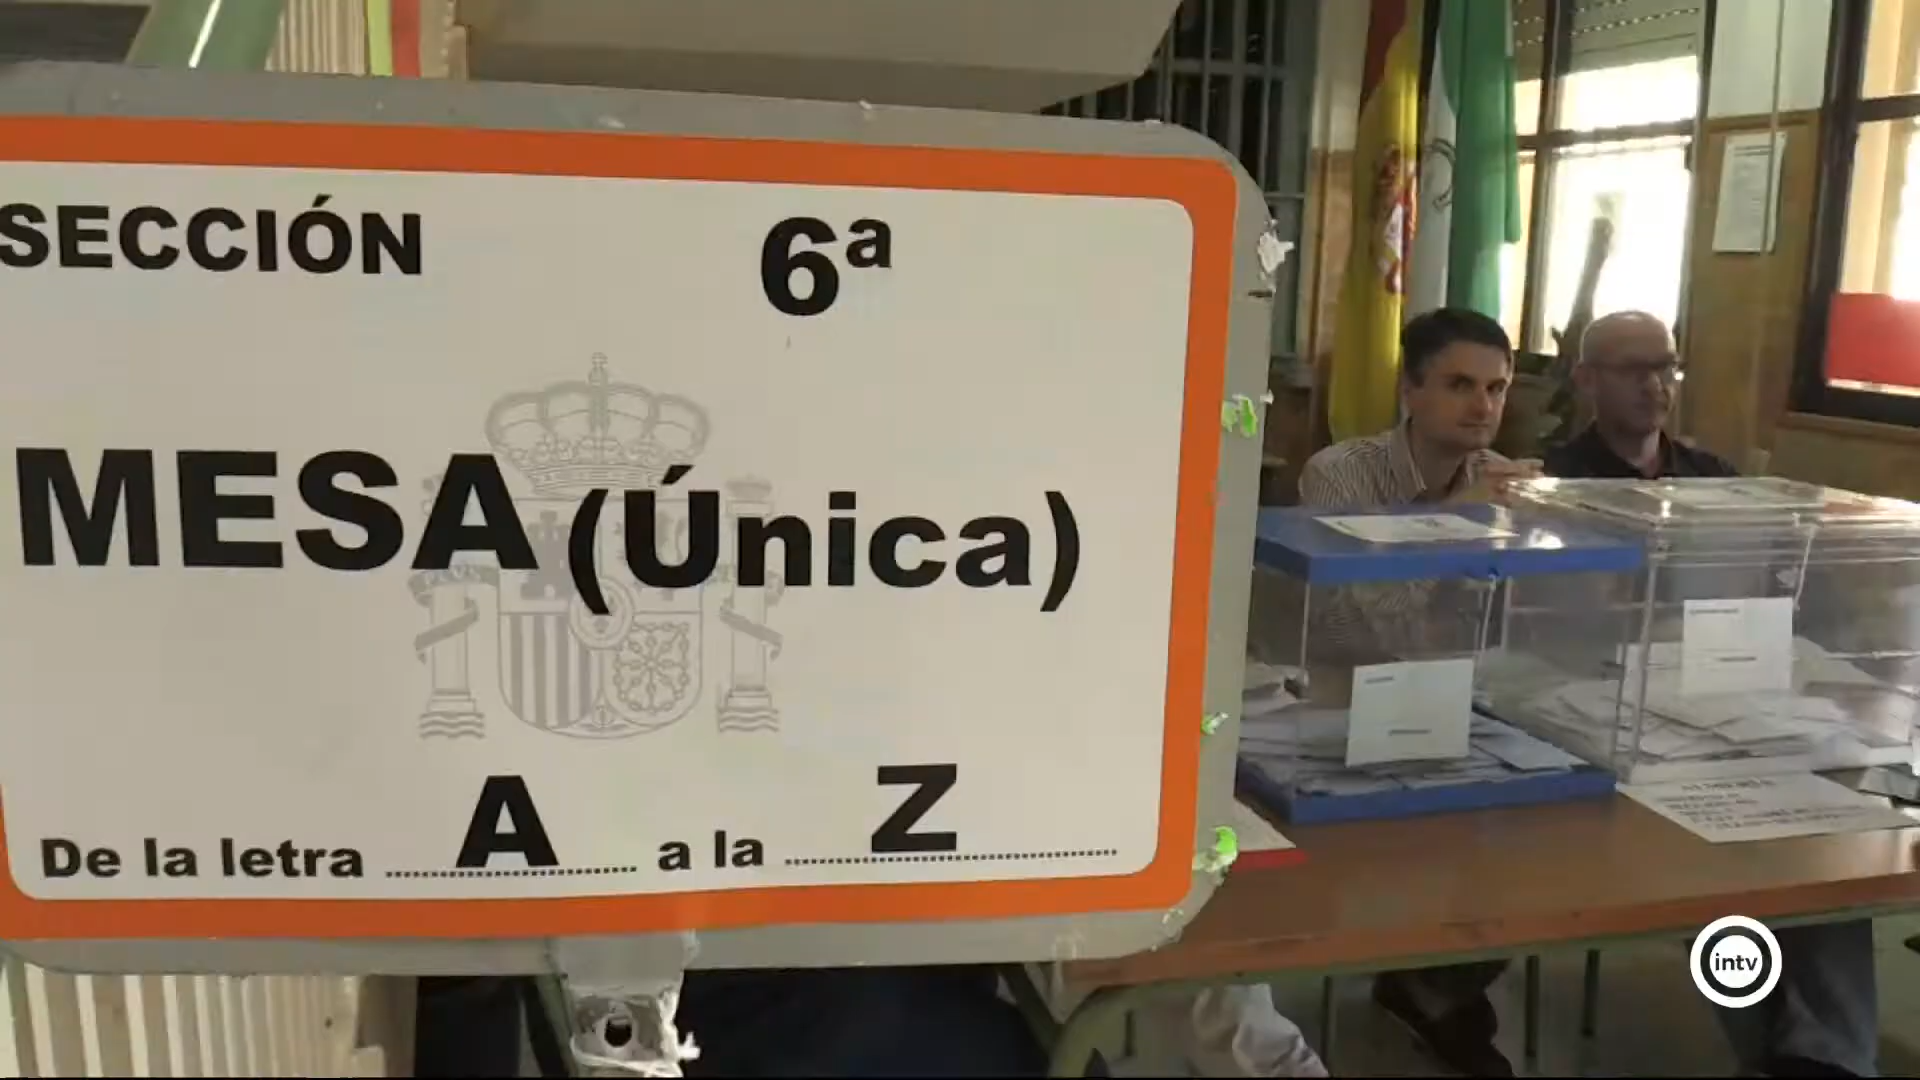 SECCIÓN 6ª
MESA (Única)
De la letra A a la Z
intv